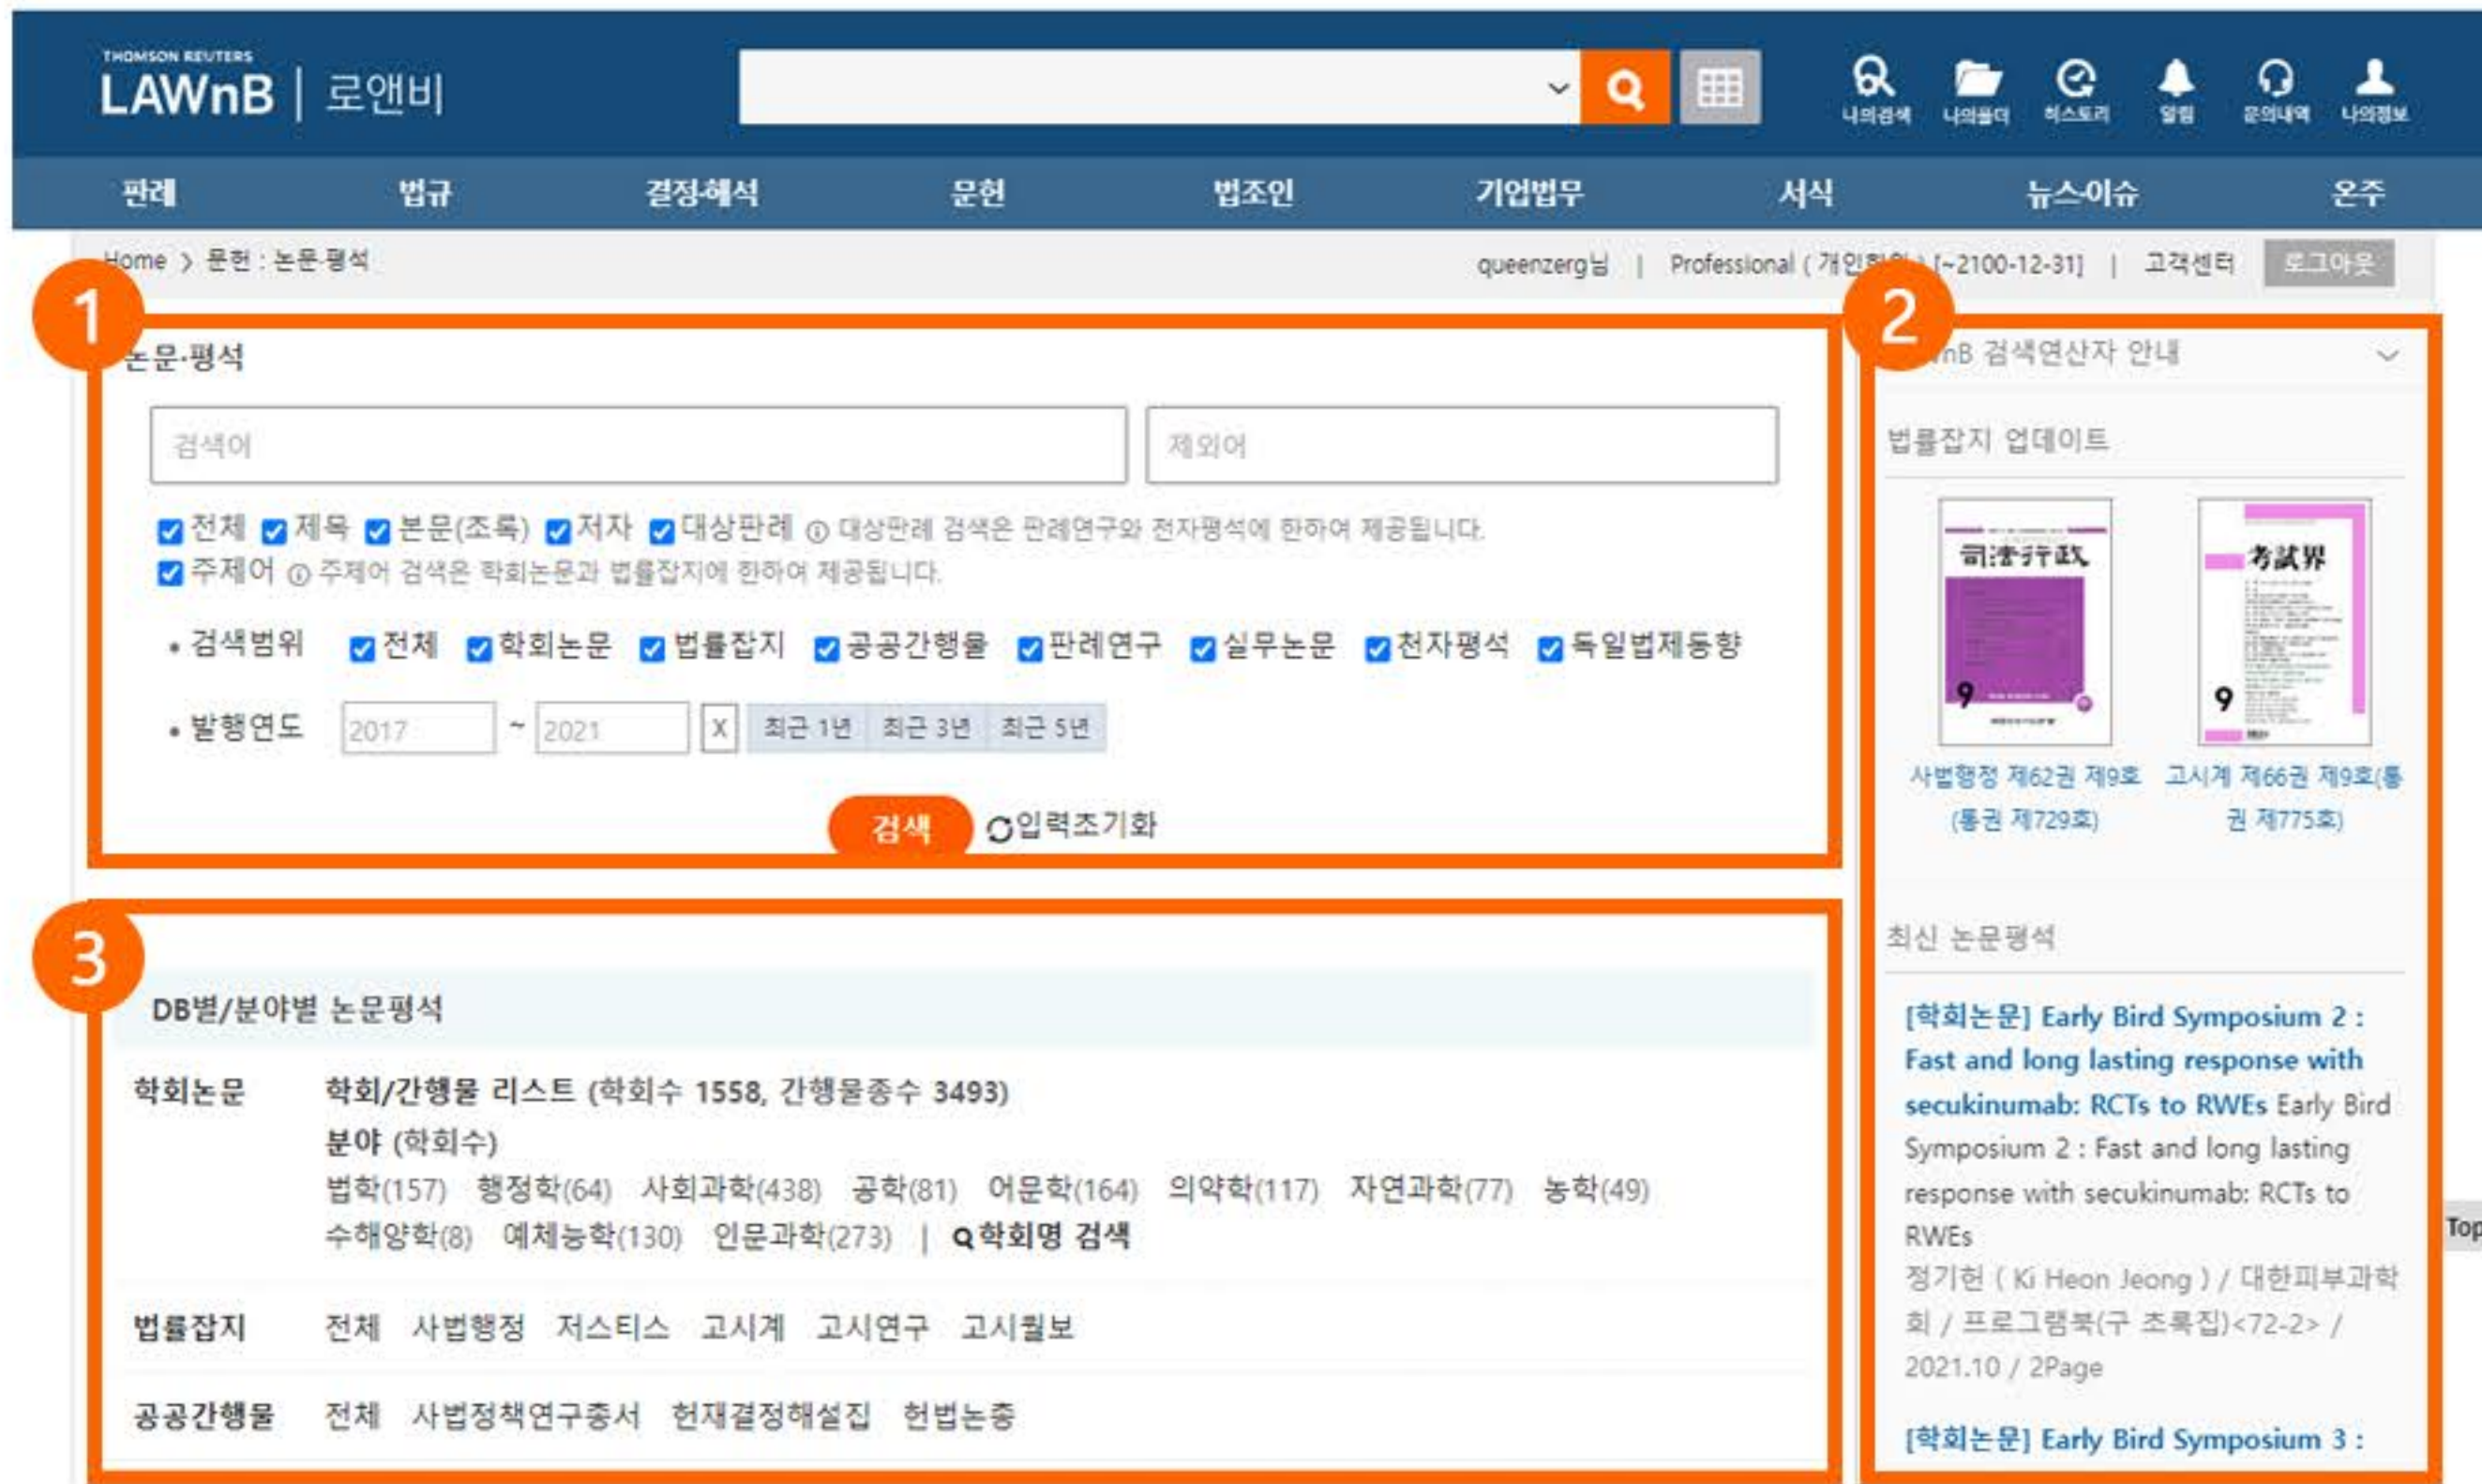 THOMSON REUTERS
LAWnB | 로앤비
나의검색 나의폴더 히스토리 알림 문의내역 나의정보
판례 법규 결정·해석 문헌 법조인 기업법무 서식 뉴스·이슈 온주
Home > 문헌 : 논문·평석
queenzerg님 | Professional ( 개인회원 ) [~2100-12-31] | 고객센터 로그아웃
1
논문·평석
검색어 제외어
전체 제목 본문(초록) 저자 대상판례 대상판례 검색은 판례연구와 전자평석에 한하여 제공됩니다.
주제어 주제어 검색은 학회논문과 법률잡지에 한하여 제공됩니다.
• 검색범위 전체 학회논문 법률잡지 공공간행물 판례연구 실무논문 천자평석 독일법제동향
• 발행연도 2017 ~ 2021 X 최근 1년 최근 3년 최근 5년
검색 입력초기화
2
nB 검색연산자 안내
법률잡지 업데이트
司法行政
9
考試界
9
사법행정 제62권 제9호
(통권 제729호)
고시계 제66권 제9호(통
권 제775호)
최신 논문평석
[학회논문] Early Bird Symposium 2 :
Fast and long lasting response with
secukinumab: RCTs to RWEs Early Bird
Symposium 2 : Fast and long lasting
response with secukinumab: RCTs to
RWEs
정기헌 ( Ki Heon Jeong ) / 대한피부과학
회 / 프로그램북(구 초록집)<72-2> /
2021.10 / 2Page
[학회논문] Early Bird Symposium 3 :
3
DB별/분야별 논문평석
학회논문 학회/간행물 리스트 (학회수 1558, 간행물종수 3493)
분야 (학회수)
법학(157) 행정학(64) 사회과학(438) 공학(81) 어문학(164) 의약학(117) 자연과학(77) 농학(49)
수해양학(8) 예체능학(130) 인문과학(273) | 학회명 검색
법률잡지 전체 사법행정 저스티스 고시계 고시연구 고시월보
공공간행물 전체 사법정책연구총서 헌재결정해설집 헌법논총
Top